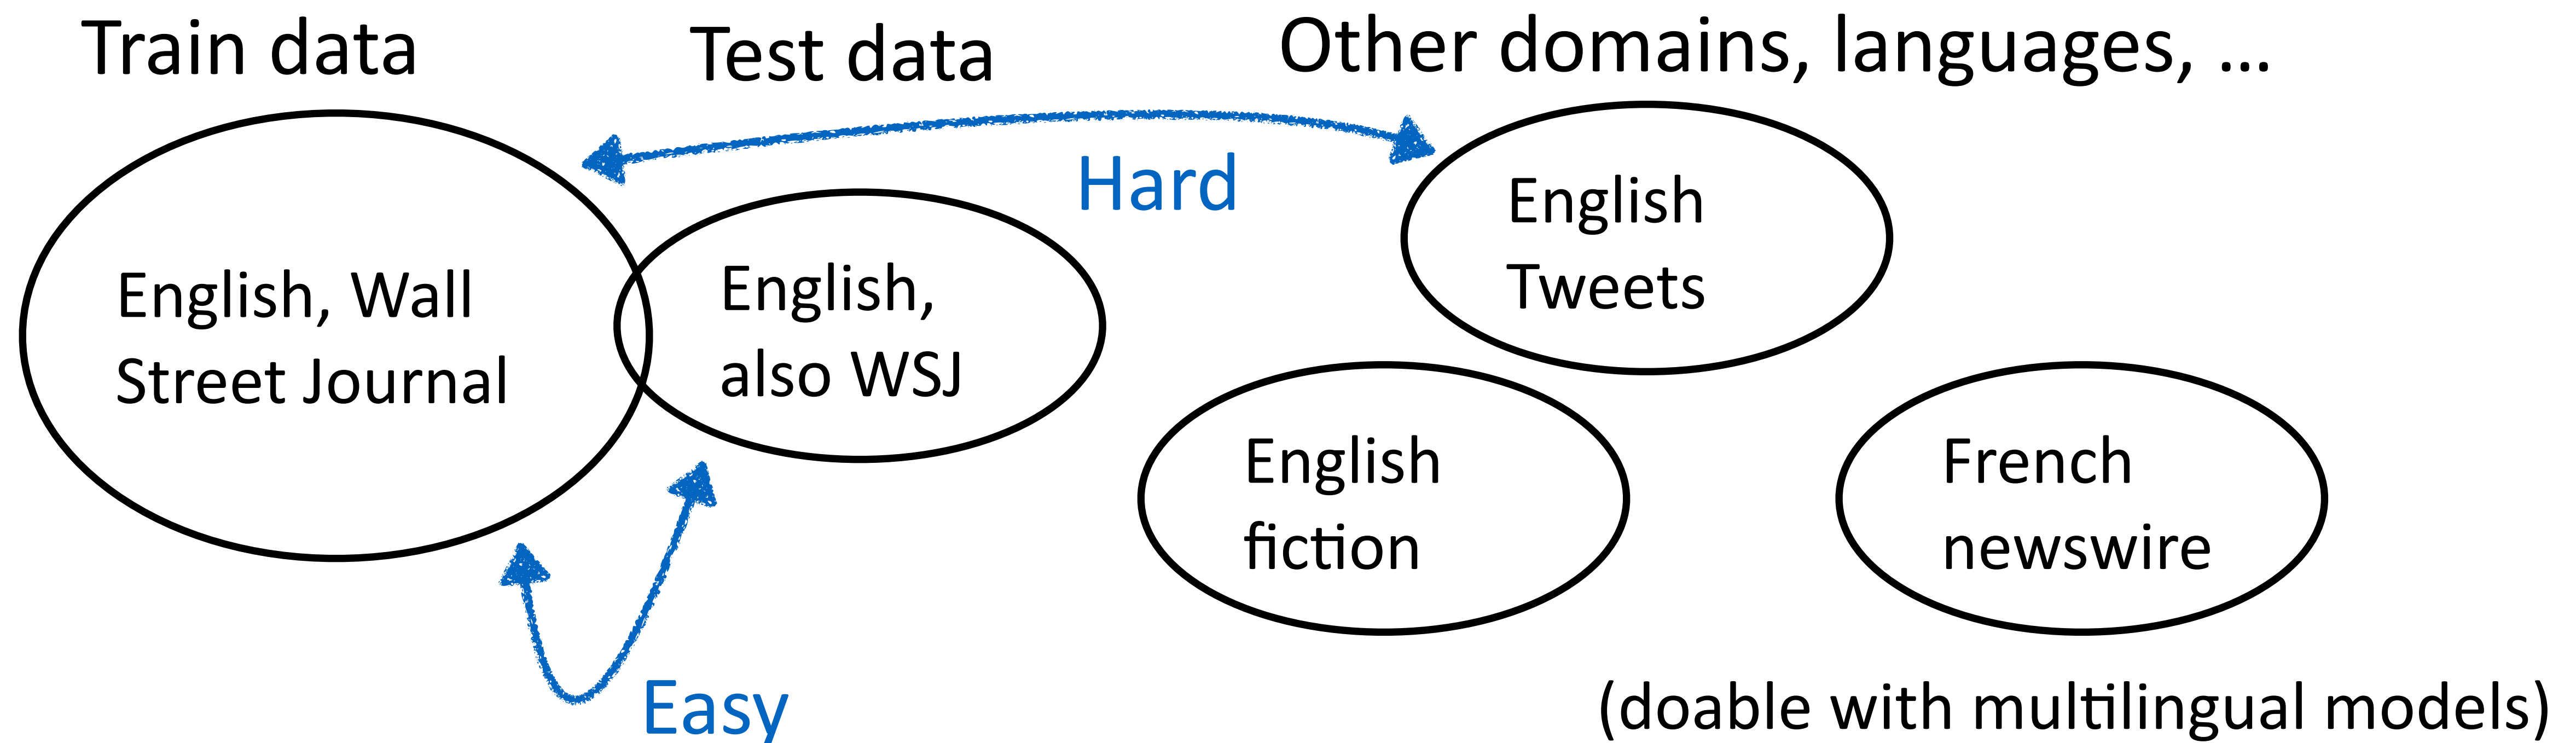 Train data
Test data
Other domains, languages, ...
Hard
English
Tweets
English, Wall
Street Journal
English,
also WSJ
English
fiction
French
newswire
Easy
(doable with multilingual models)